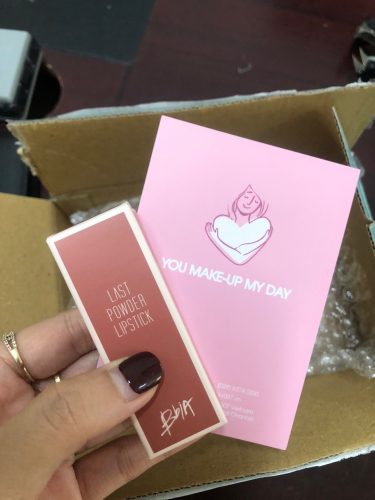 LAST
POWDER
LIPSTICK
BbiA
YOU MAKE-UP MY DAY